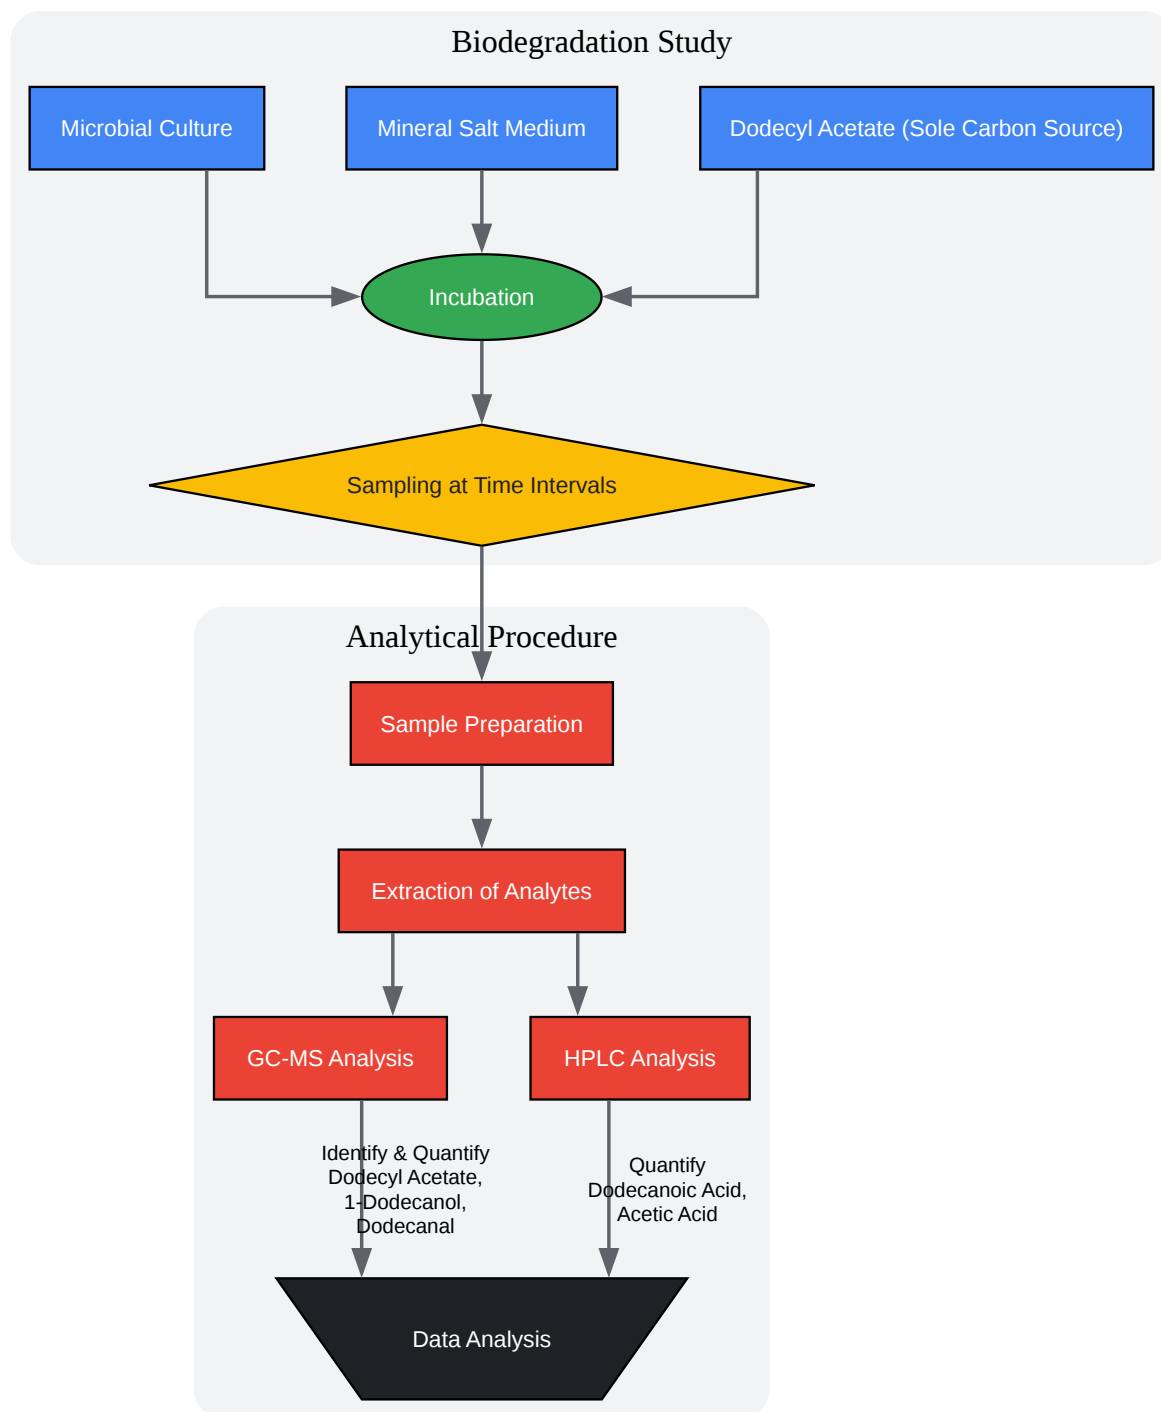 Biodegradation Study
Microbial Culture
Mineral Salt Medium
Dodecyl Acetate (Sole Carbon Source)
Incubation
Sampling at Time Intervals
Analytical Procedure
Sample Preparation
Extraction of Analytes
GC-MS Analysis
HPLC Analysis
Identify & Quantify
Dodecyl Acetate,
1-Dodecanol,
Dodecanal
Quantify
Dodecanoic Acid,
Acetic Acid
Data Analysis